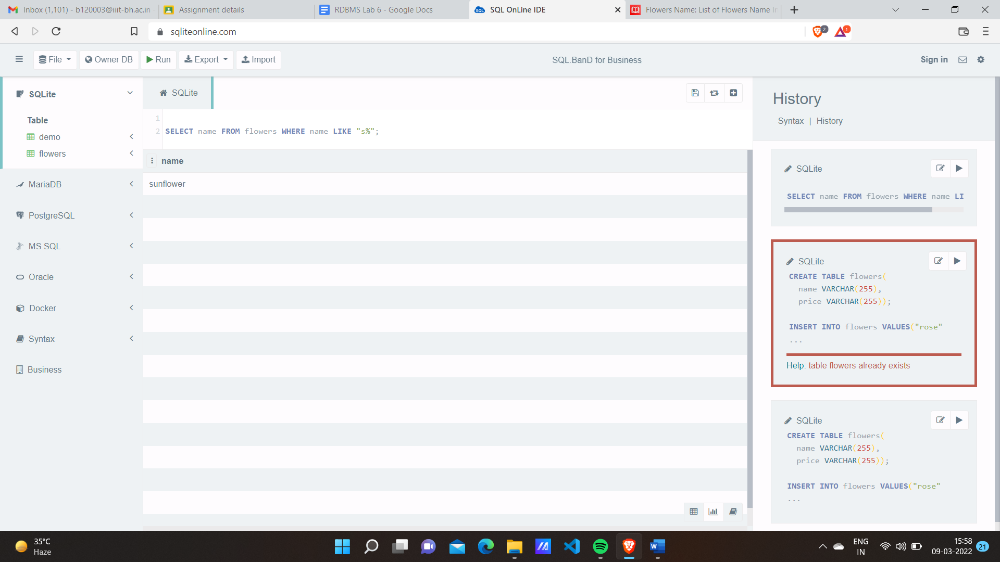 Inbox (1,101) - b120003@iiit-bh.ac.in
Assignment details
RDBMS Lab 6 - Google Docs
SQL OnLine IDE
Flowers Name: List of Flowers Name In
sqliteonline.com
2
1
File
Owner DB
Run
Export
Import
SQL.BanD for Business
Sign in
SQLite
Table
demo
flowers
MariaDB
PostgreSQL
MS SQL
Oracle
Docker
Syntax
Business
SQLite
1
2 SELECT name FROM flowers WHERE name LIKE "s%";
name
sunflower
History
Syntax | History
SQLite
SELECT name FROM flowers WHERE name LI
SQLite
CREATE TABLE flowers(
name VARCHAR(255),
price VARCHAR(255));
INSERT INTO flowers VALUES("rose"
...
Help: table flowers already exists
SQLite
CREATE TABLE flowers(
name VARCHAR(255),
price VARCHAR(255));
INSERT INTO flowers VALUES("rose"
...
35°C
Haze
ENG
IN
15:58
09-03-2022
21